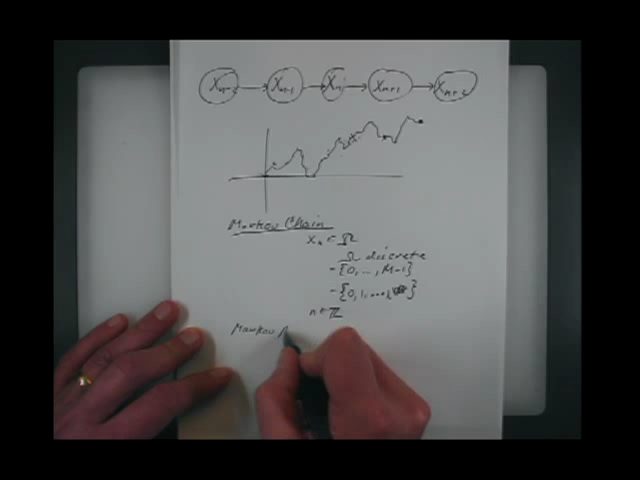 Xn-2 → Xn-1 → Xn → Xn+1 → Xn+2
Markov Chain
Xn ∈ Ω
Ω discrete
- {0, ..., M-1}
- {0, 1, ..., }
n ∈ ℤ
Markov